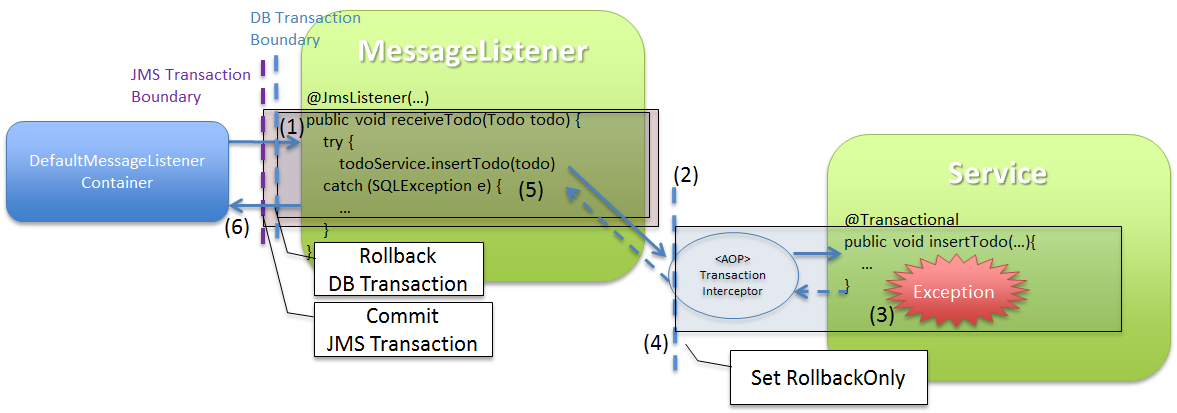 DB Transaction
Boundary
JMS Transaction
Boundary
MessageListener
@JmsListener(...)
(1)
public void receiveTodo(Todo todo) {
try {
todoService.insertTodo(todo)
catch (SQLException e) {
(5)
...
}
}
DefaultMessageListener
Container
(6)
Rollback
DB Transaction
Commit
JMS Transaction
(2)
Service
@Transactional
public void insertTodo(...){
...
}
<AOP>
Transaction
Interceptor
Exception
(3)
(4)
Set RollbackOnly